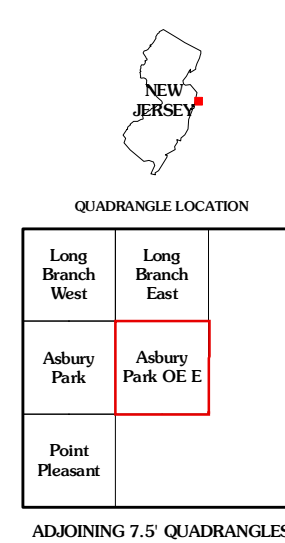 NEW
JERSEY
QUADRANGLE LOCATION
Long
Branch
West
Long
Branch
East
Asbury
Park
Asbury
Park OE E
Point
Pleasant
ADJOINING 7.5' QUADRANGLES